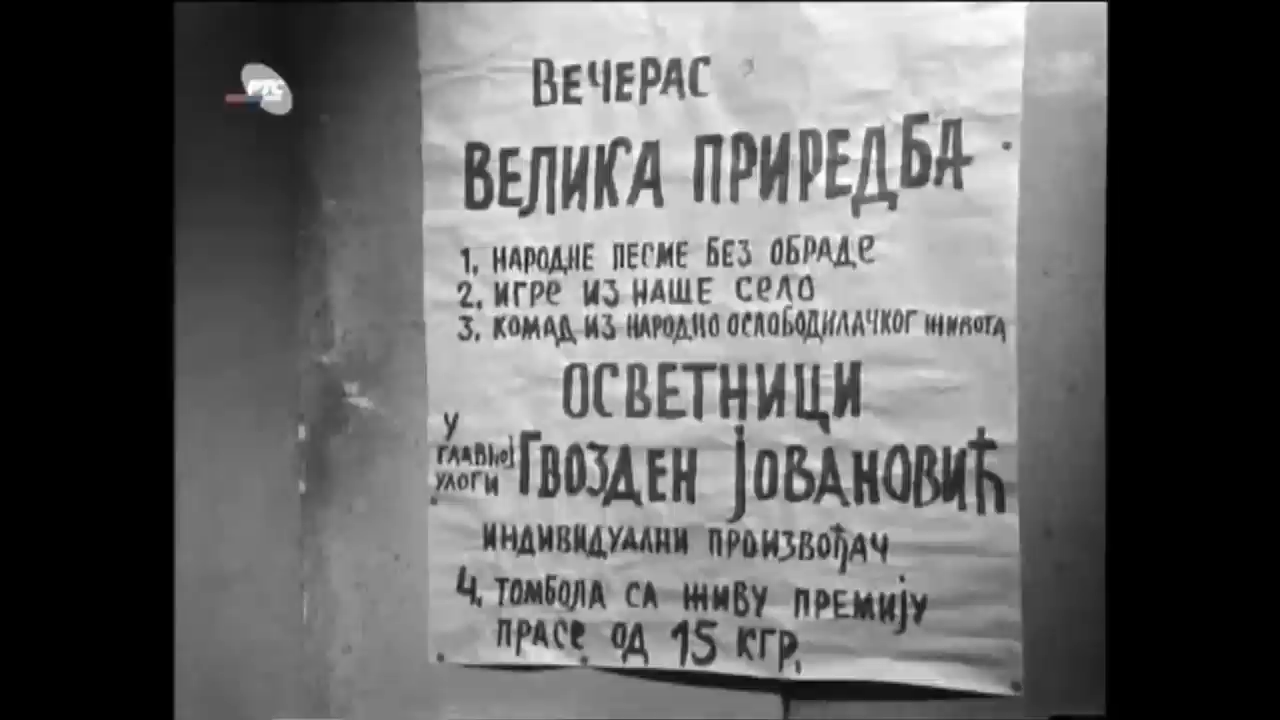 РТС
ВЕЧЕРАС
ВЕЛИКА ПРИРЕДБА
1. НАРОДНЕ ПЕСМЕ БЕЗ ОБРАДЕ
2. ИГРЕ ИЗ НАШЕ СЕЛО
3. КОМАД ИЗ НАРОДНО ОСЛОБОДИЛАЧКОГ ЖИВОТА
ОСВЕТНИЦИ
У
ГЛАВНОЈ
УЛОГИ
ГВОЗДЕН ЈОВАНОВИЋ
ИНДИВИДУАЛНИ ПРОИЗВОЂАЧ
4. ТОМБОЛА СА ЖИВУ ПРЕМИЈУ
ПРАСЕ ОД 15 КГР.